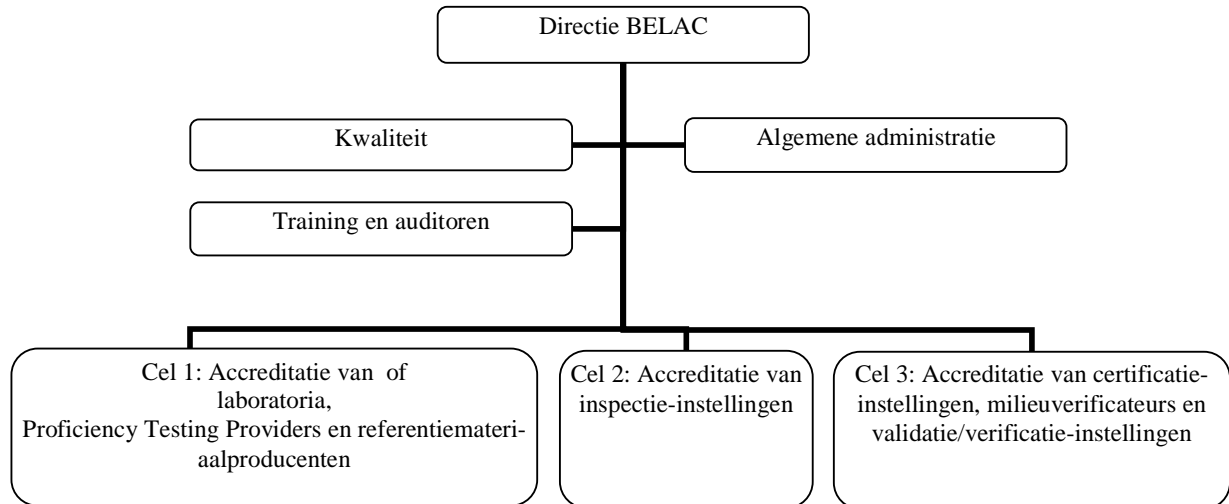 Directie BELAC
Kwaliteit
Algemene administratie
Training en auditoren
Cel 1: Accreditatie van of
laboratoria,
Proficiency Testing Providers en referentiemateri-
aalproducenten
Cel 2: Accreditatie van
inspectie-instellingen
Cel 3: Accreditatie van certificatie-
instellingen, milieuverificateurs en
validatie/verificatie-instellingen